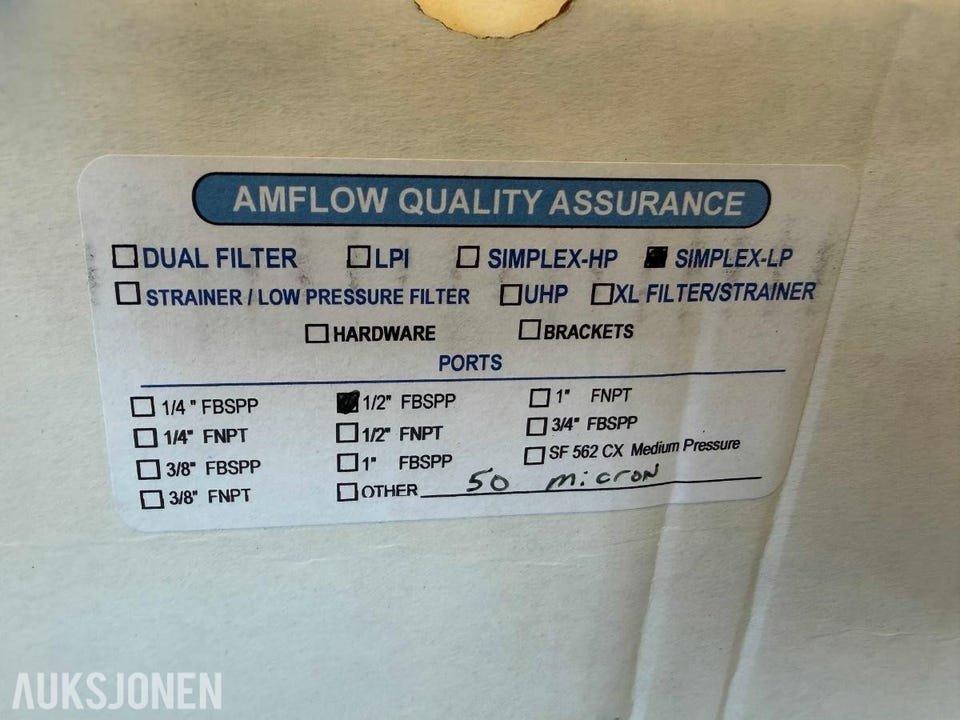 AMFLOW QUALITY ASSURANCE
DUAL FILTER LPI SIMPLEX-HP SIMPLEX-LP
STRAINER / LOW PRESSURE FILTER UHP XL FILTER/STRAINER
HARDWARE BRACKETS
PORTS
1/4" FBSPP 1/2" FBSPP 1" FNPT
1/4" FNPT 1/2" FNPT 3/4" FBSPP
3/8" FBSPP 1" FBSPP SF 562 CX Medium Pressure
3/8" FNPT OTHER 50 micron
AUKSJONEN